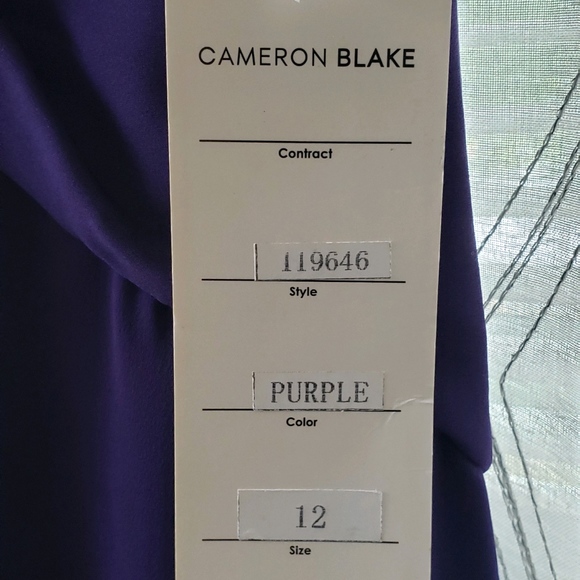 CAMERON BLAKE
Contract
119646
Style
PURPLE
Color
12
Size